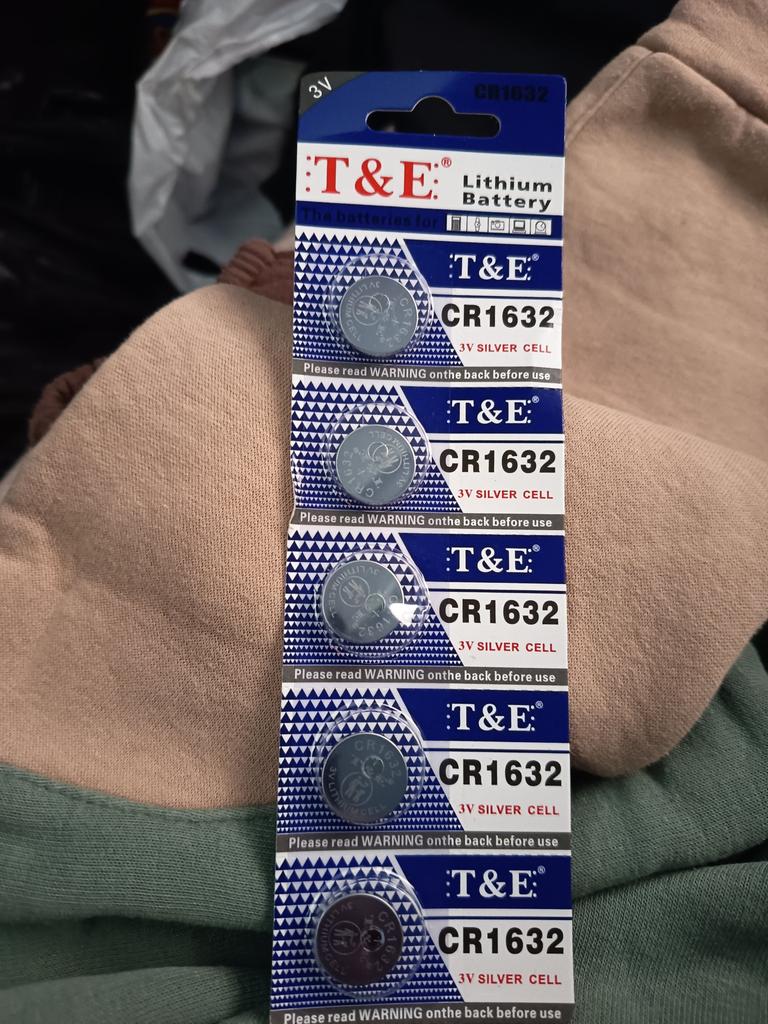 3V
CR1632
T&E®
Lithium
Battery
The batteries for
T&E®
CR1632
3V SILVER CELL
Please read WARNING onthe back before use
T&E®
CR1632
3V SILVER CELL
Please read WARNING onthe back before use
T&E®
CR1632
3V SILVER CELL
Please read WARNING onthe back before use
T&E®
CR1632
3V SILVER CELL
Please read WARNING onthe back before use
T&E®
CR1632
3V SILVER CELL
Please read WARNING onthe back before use